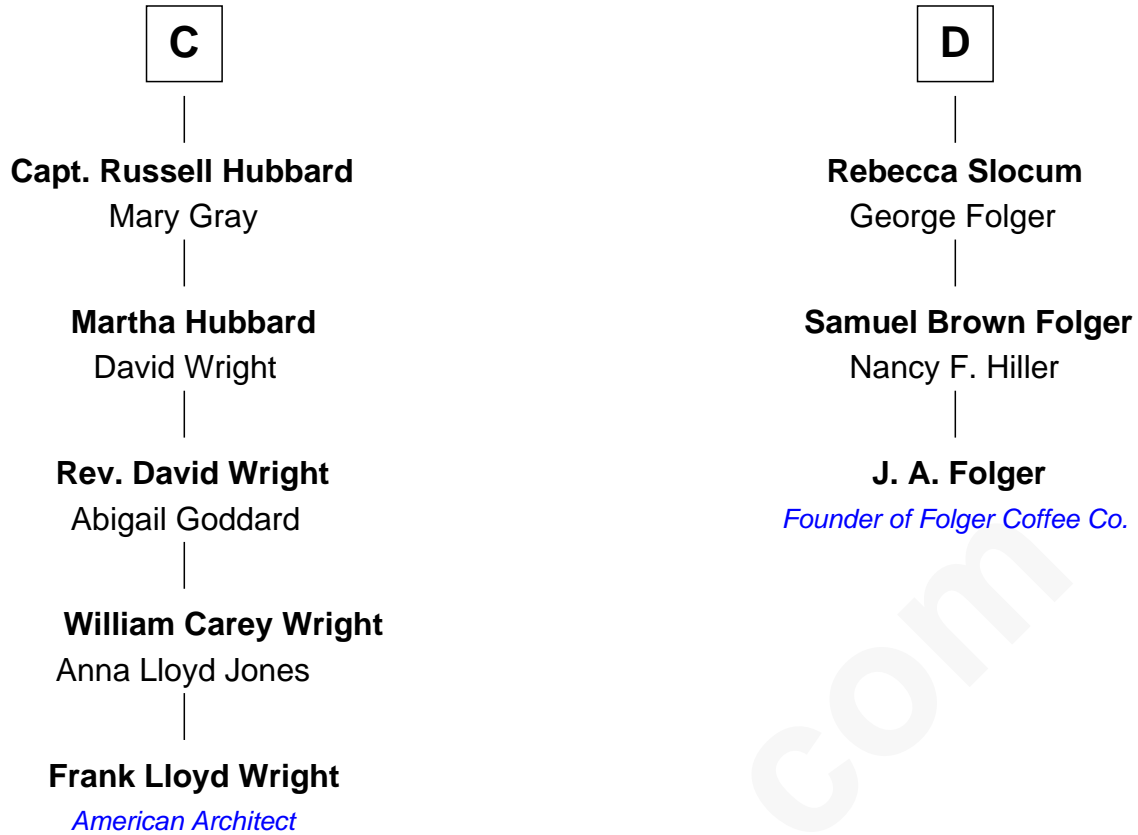 C
Capt. Russell Hubbard
Mary Gray
Martha Hubbard
David Wright
Rev. David Wright
Abigail Goddard
William Carey Wright
Anna Lloyd Jones
Frank Lloyd Wright
American Architect
D
Rebecca Slocum
George Folger
Samuel Brown Folger
Nancy F. Hiller
J. A. Folger
Founder of Folger Coffee Co.
com